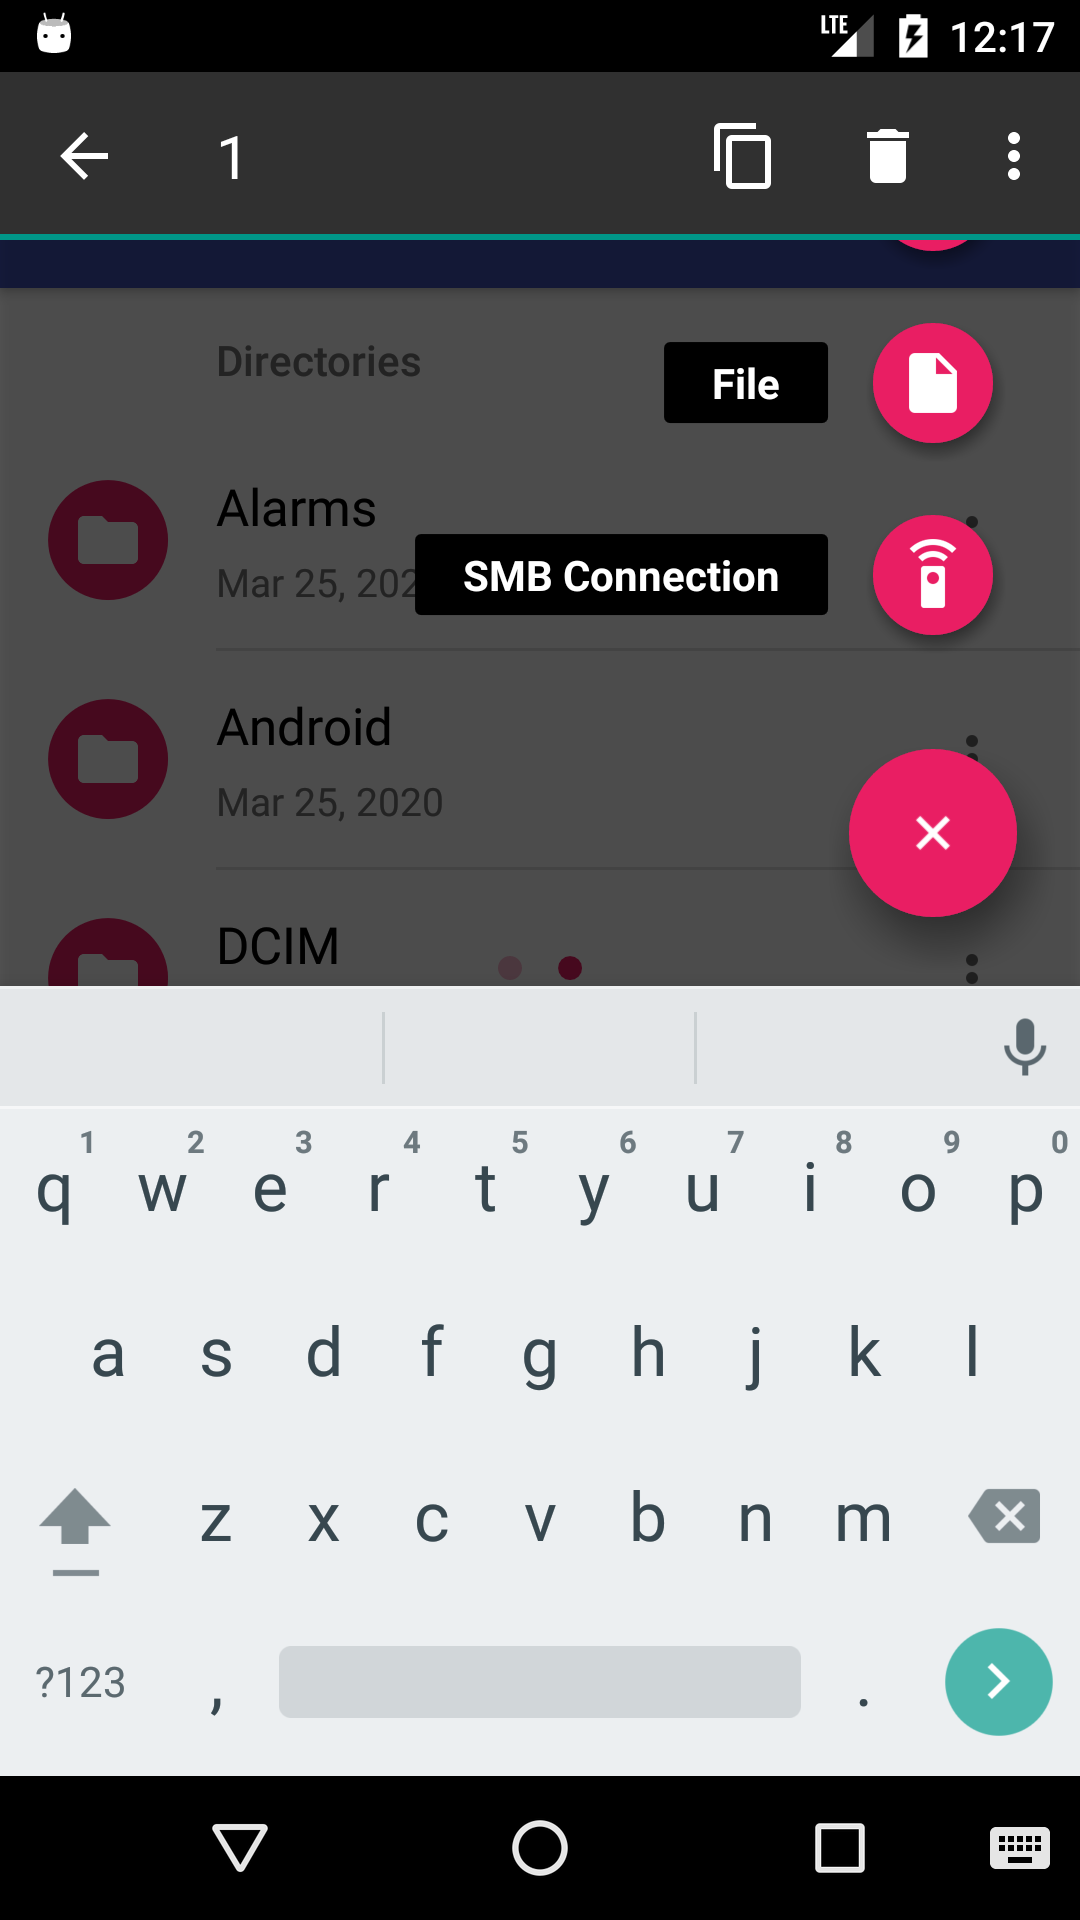 LTE 12:17
1
Directories
File
Alarms
Mar 25, 202
SMB Connection
Android
Mar 25, 2020
DCIM
1 2 3 4 5 6 7 8 9 0
q w e r t y u i o p
a s d f g h j k l
z x c v b n m
?123 , .